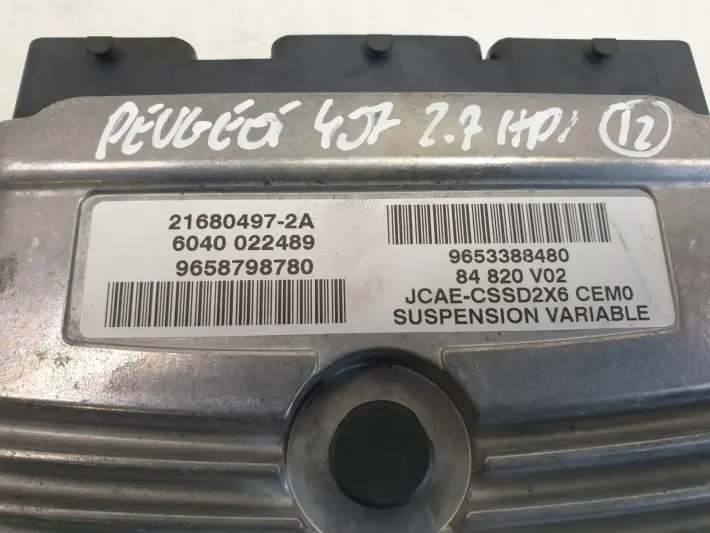 PEUGEOT 407 2.7 HDI 12
21680497-2A
6040 022489
9658798780
9653388480
84 820 V02
JCAE-CSSD2X6 CEM0
SUSPENSION VARIABLE